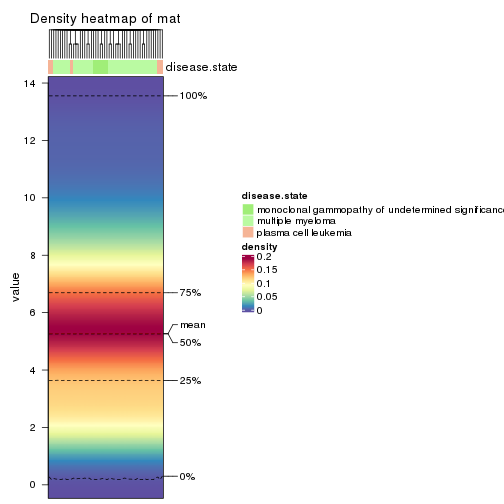 Density heatmap of mat
disease.state
14
12
10
8
6
4
2
0
value
100%
75%
mean
50%
25%
0%
disease.state
monoclonal gammopathy of undetermined significance
multiple myeloma
plasma cell leukemia
density
0.2
0.15
0.1
0.05
0